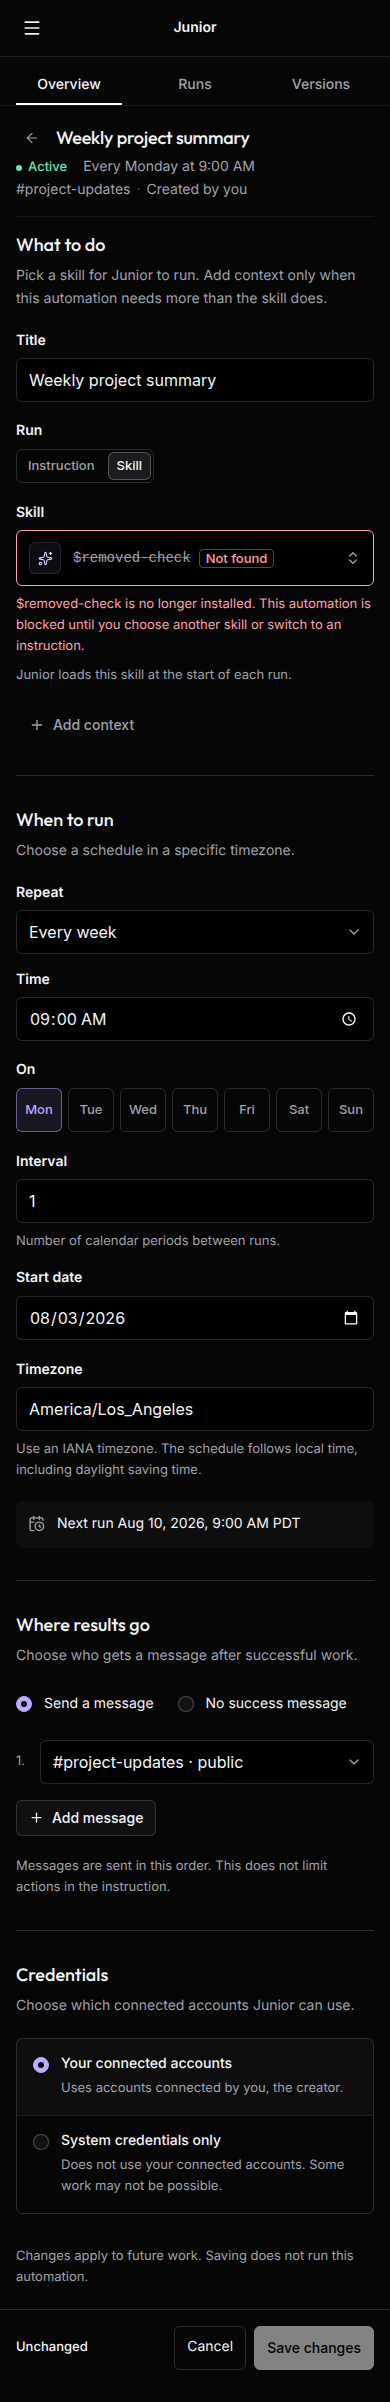 Junior
Overview Runs Versions
Weekly project summary
Active Every Monday at 9:00 AM
#project-updates · Created by you
What to do
Pick a skill for Junior to run. Add context only when
this automation needs more than the skill does.
Title
Weekly project summary
Run
Instruction Skill
Skill
$removed-check Not found
$removed-check is no longer installed. This automation is
blocked until you choose another skill or switch to an
instruction.
Junior loads this skill at the start of each run.
+ Add context
When to run
Choose a schedule in a specific timezone.
Repeat
Every week
Time
09:00 AM
On
Mon Tue Wed Thu Fri Sat Sun
Interval
1
Number of calendar periods between runs.
Start date
08/03/2026
Timezone
America/Los_Angeles
Use an IANA timezone. The schedule follows local time,
including daylight saving time.
Next run Aug 10, 2026, 9:00 AM PDT
Where results go
Choose who gets a message after successful work.
Send a message No success message
1. #project-updates · public
+ Add message
Messages are sent in this order. This does not limit
actions in the instruction.
Credentials
Choose which connected accounts Junior can use.
Your connected accounts
Uses accounts connected by you, the creator.
System credentials only
Does not use your connected accounts. Some
work may not be possible.
Changes apply to future work. Saving does not run this
automation.
Unchanged Cancel Save changes